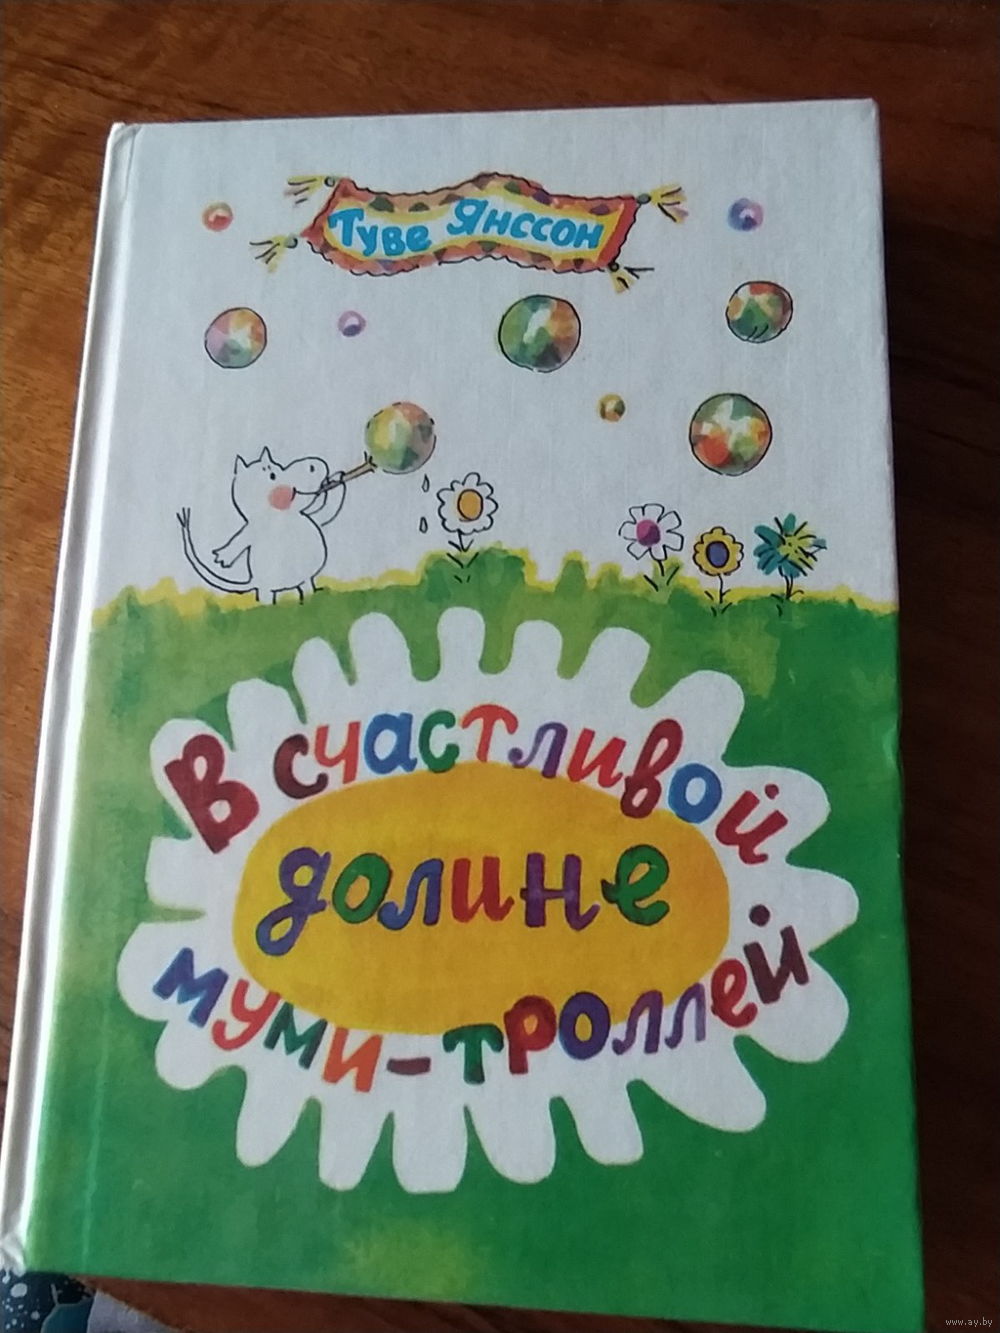 Туве Янссон
В счастливой
долине
муми-троллей
www.ay.by